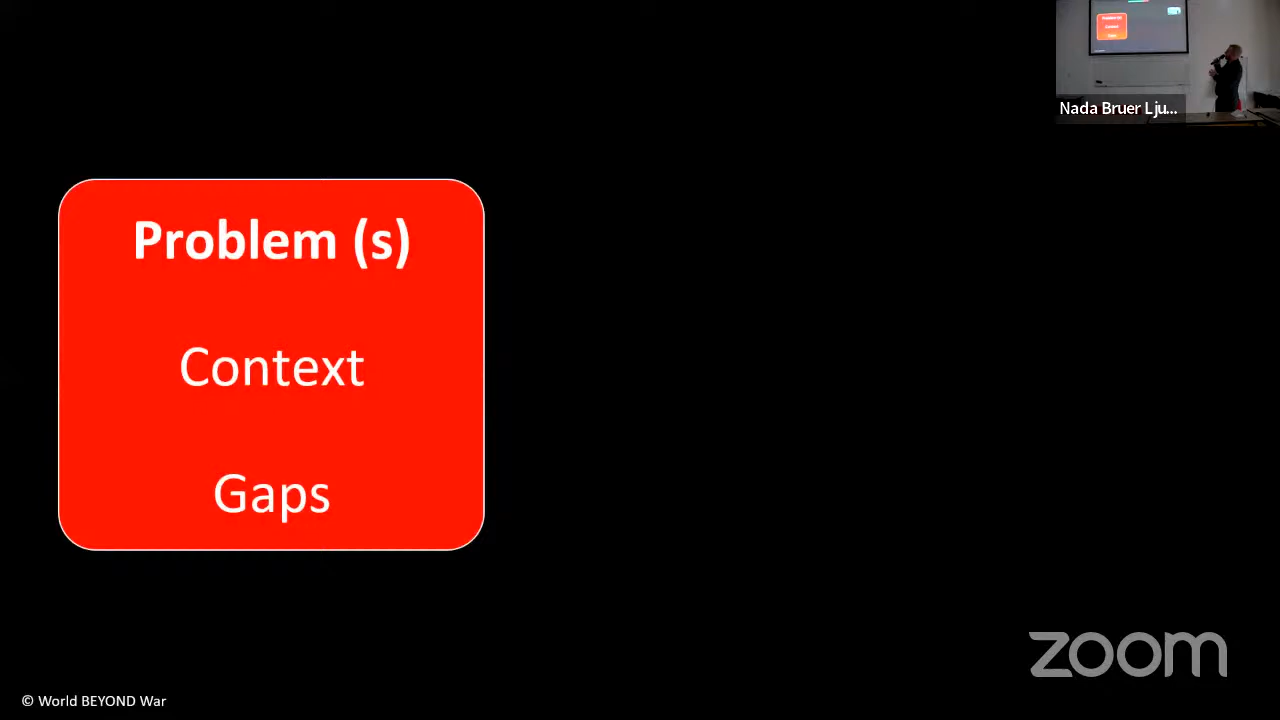 Nada Bruer Lju...
Problem (s)
Context
Gaps
zoom
© World BEYOND War